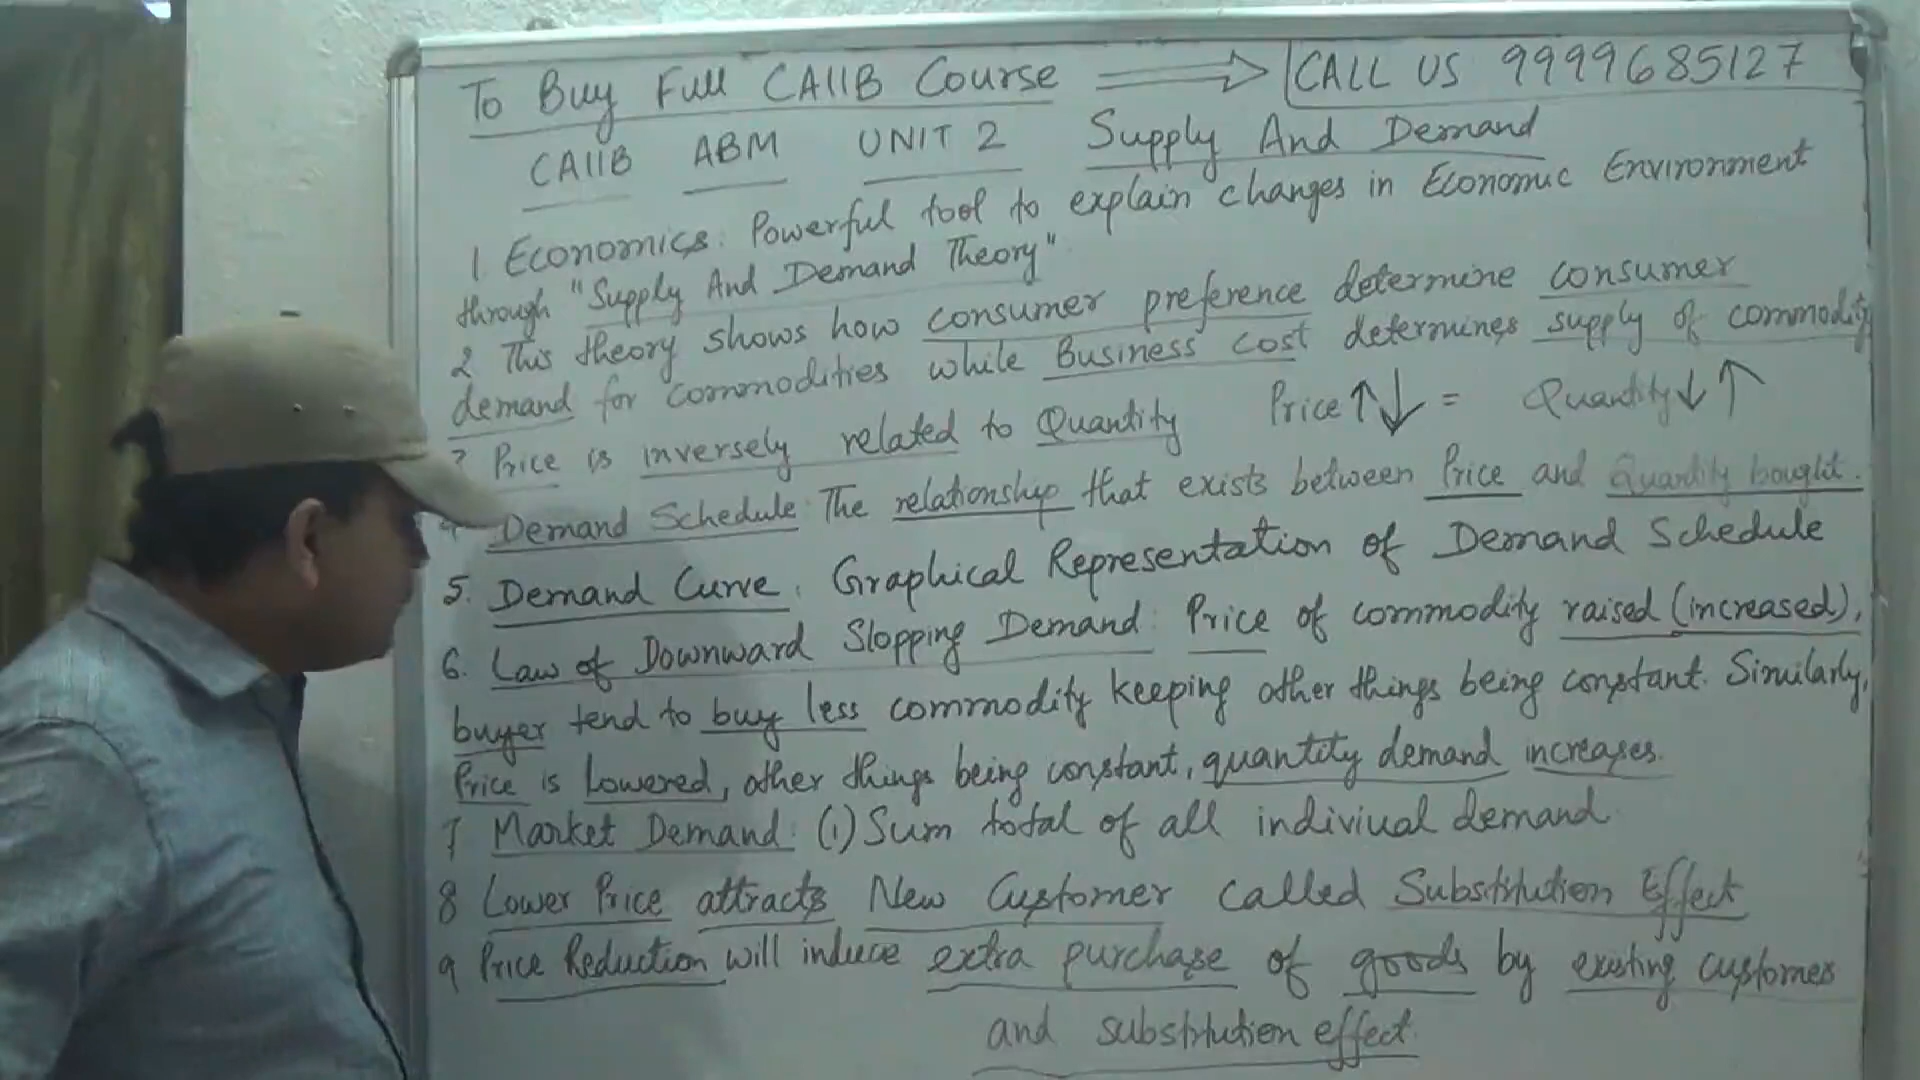 To Buy Full CAIIB Course ⟹ CALL US 9999685127
CAIIB ABM UNIT 2 Supply And Demand
1 Economics: Powerful tool to explain changes in Economic Environment
through "Supply And Demand Theory"
2 This theory shows how consumer preference determine consumer
demand for commodities while Business cost determines supply of commodity
3 Price is inversely related to Quantity Price ↑↓ = Quantity ↓↑
4 Demand Schedule: The relationship that exists between Price and Quantity bought.
5. Demand Curve: Graphical Representation of Demand Schedule
6. Law of Downward Slopping Demand: Price of commodity raised (increased),
buyer tend to buy less commodity keeping other things being constant. Similarly,
Price is Lowered, other things being constant, quantity demand increases.
7 Market Demand: (1) Sum total of all indiviual demand
8 Lower Price attracts New Customer called Substitution Effect
9 Price Reduction will induce extra purchase of goods by existing customer
and substitution effect.